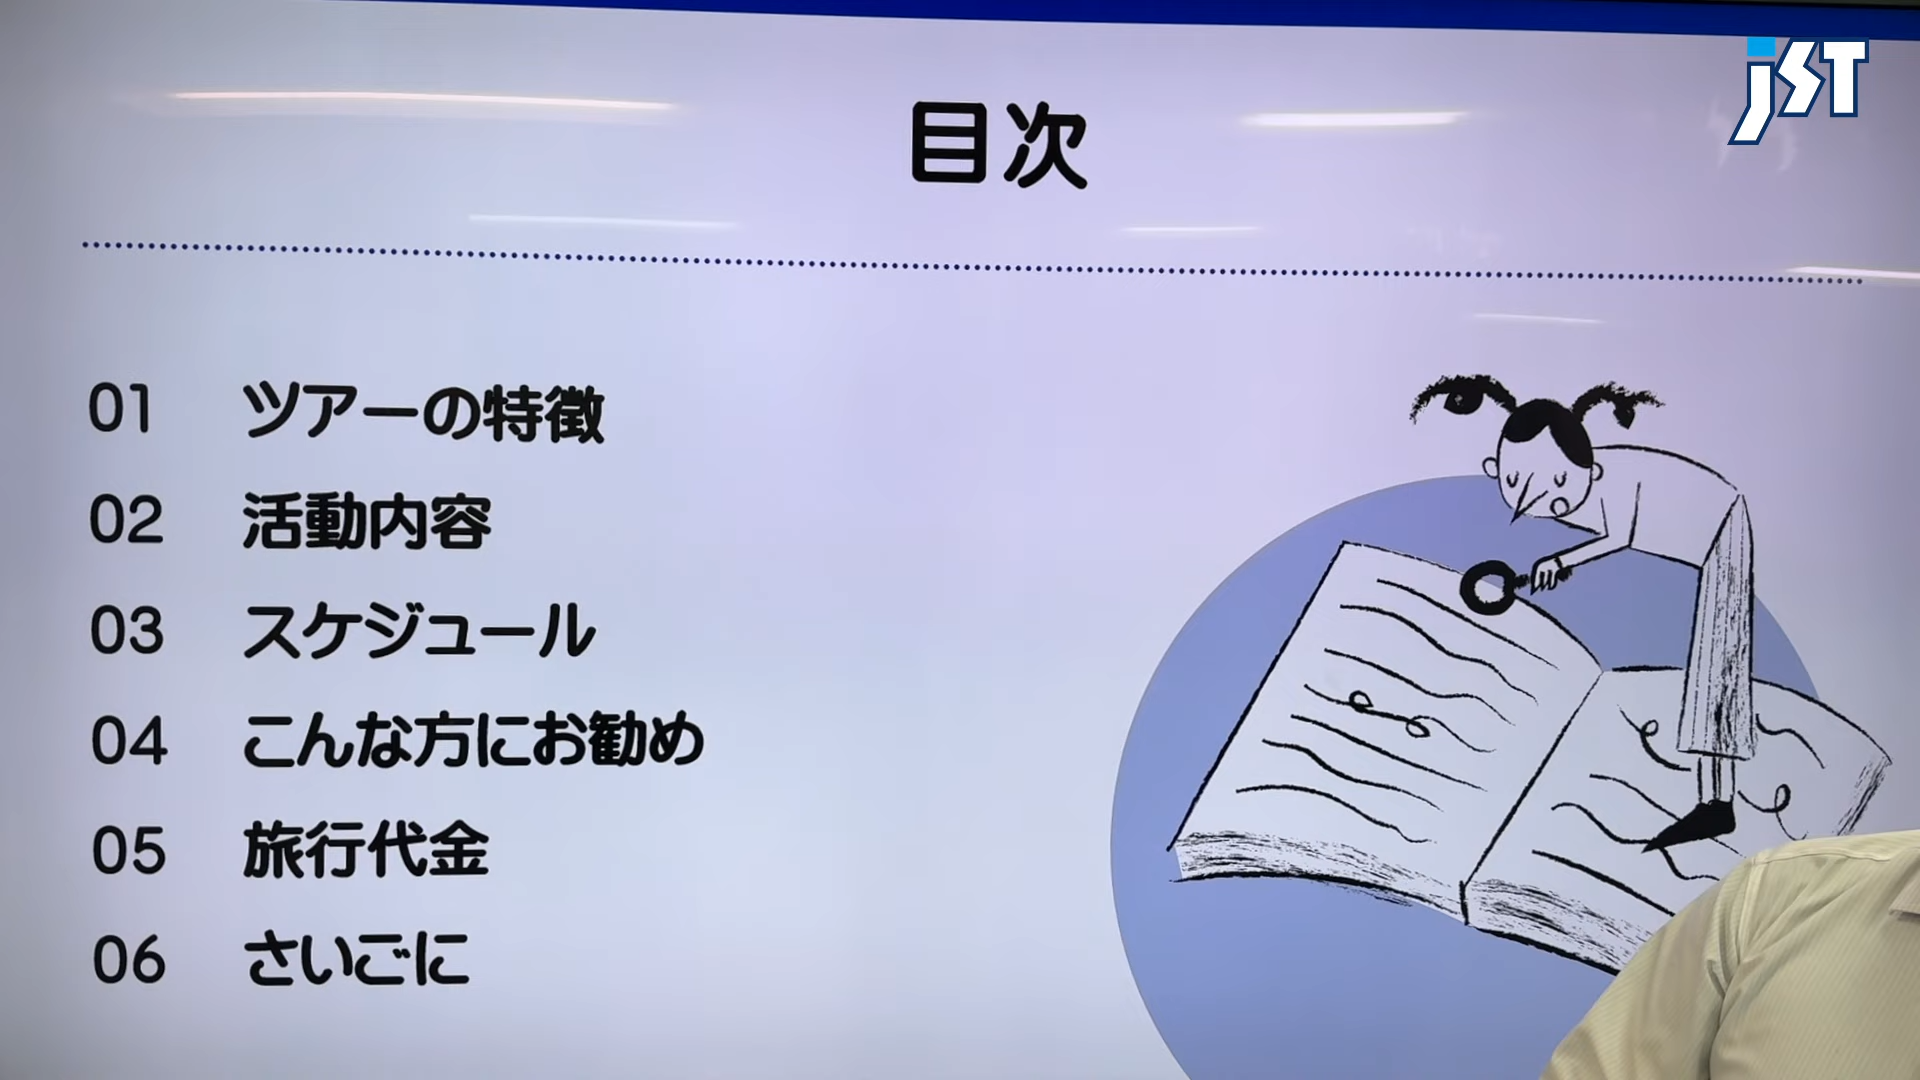 jST
目次
01 ツアーの特徴
02 活動内容
03 スケジュール
04 こんな方にお勧め
05 旅行代金
06 さいごに